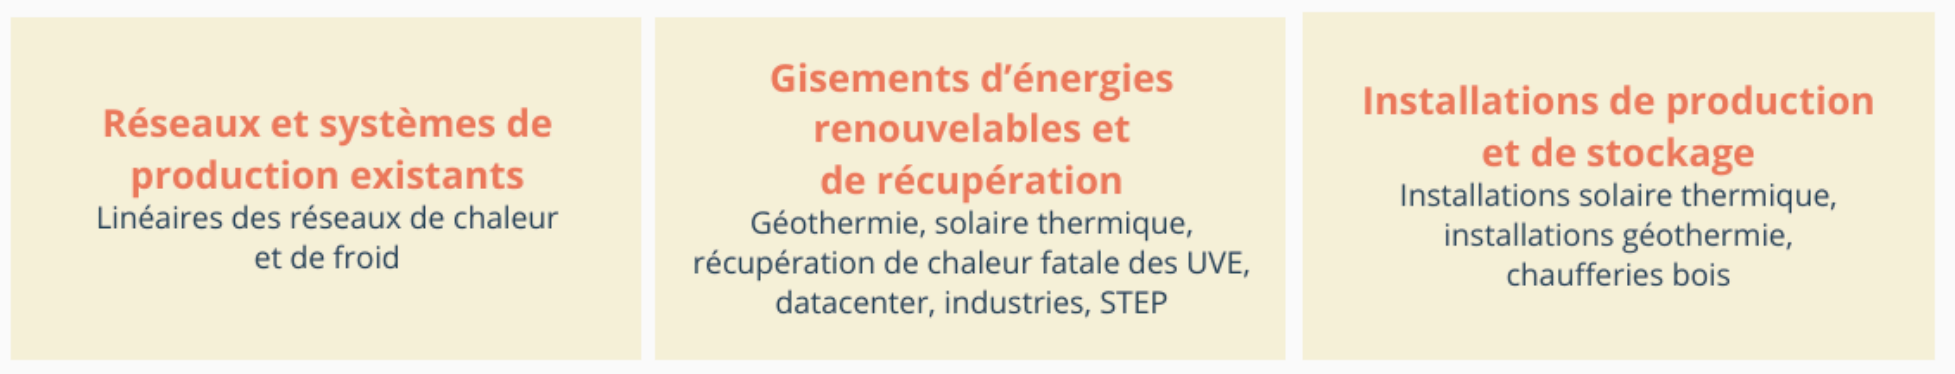 Réseaux et systèmes de
production existants
Linéaires des réseaux de chaleur
et de froid
Gisements d’énergies
renouvelables et
de récupération
Géothermie, solaire thermique,
récupération de chaleur fatale des UVE,
datacenter, industries, STEP
Installations de production
et de stockage
Installations solaire thermique,
installations géothermie,
chaufferies bois